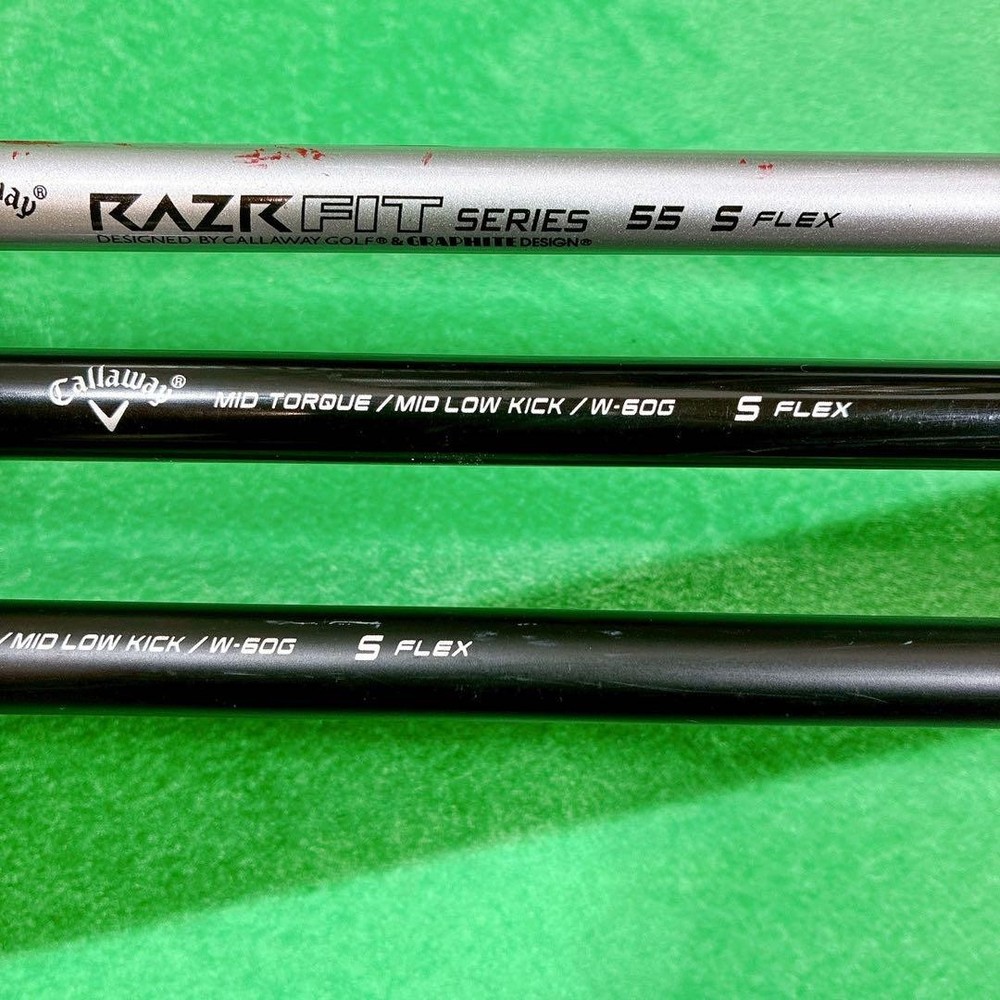 way® RAZR FIT SERIES 55 S FLEX
DESIGNED BY CALLAWAY GOLF® & GRAPHITE DESIGN®
Callaway® MID TORQUE / MID LOW KICK / W-60G S FLEX
/ MID LOW KICK / W-60G S FLEX